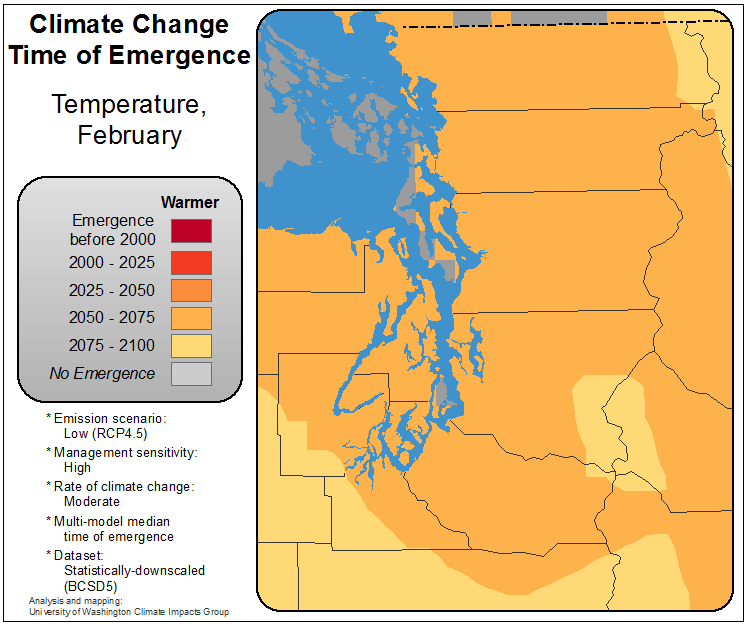 Climate Change
Time of Emergence
Temperature,
February
Warmer
Emergence
before 2000
2000 - 2025
2025 - 2050
2050 - 2075
2075 - 2100
No Emergence
* Emission scenario:
Low (RCP4.5)
* Management sensitivity:
High
* Rate of climate change:
Moderate
* Multi-model median
time of emergence
* Dataset:
Statistically-downscaled
(BCSD5)
Analysis and mapping:
University of Washington Climate Impacts Group